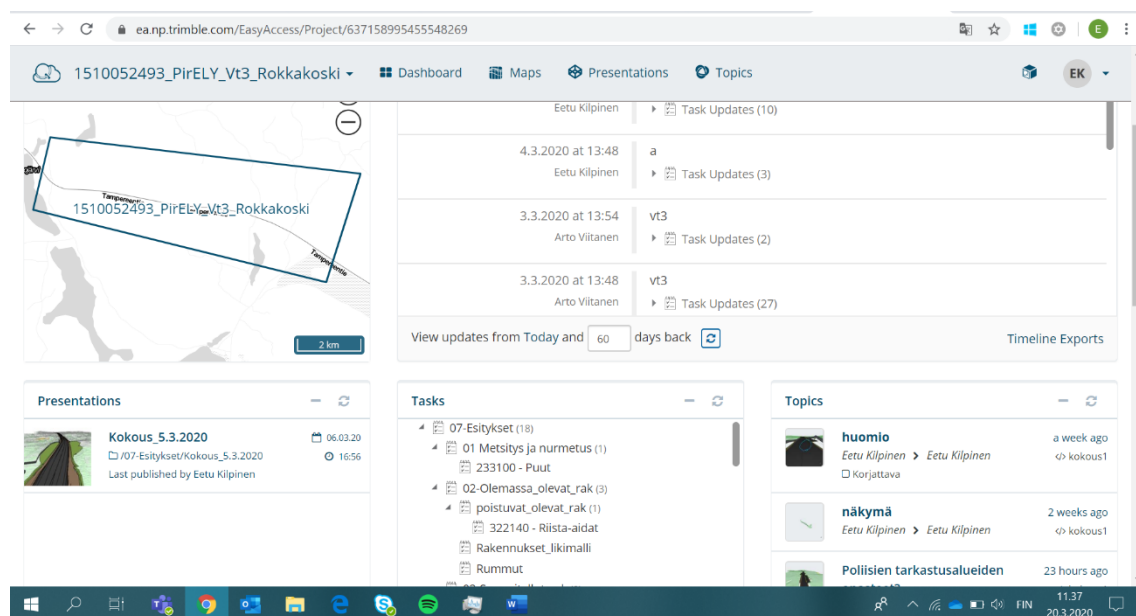 ea.np.trimble.com/EasyAccess/Project/637158995455548269
E
1510052493_PirELY_Vt3_Rokkakoski
Dashboard
Maps
Presentations
Topics
EK
Tampementie
1510052493_PirELY_Vt3_Rokkakoski
Tampementie
2 km
Eetu Kilpinen
Task Updates (10)
4.3.2020 at 13:48
a
Eetu Kilpinen
Task Updates (3)
3.3.2020 at 13:54
vt3
Arto Viitanen
Task Updates (2)
3.3.2020 at 13:48
vt3
Arto Viitanen
Task Updates (27)
View updates from Today and 60 days back
Timeline Exports
Presentations
Kokous_5.3.2020
06.03.20
/07-Esitykset/Kokous_5.3.2020
16:56
Last published by Eetu Kilpinen
Tasks
07-Esitykset (18)
01 Metsitys ja nurmetus (1)
233100 - Puut
02-Olemassa_olevat_rak (3)
poistuvat_olevat_rak (1)
322140 - Riista-aidat
Rakennukset_likimalli
Rummut
Topics
huomio
a week ago
Eetu Kilpinen > Eetu Kilpinen
</> kokous1
Korjattava
näkymä
2 weeks ago
Eetu Kilpinen > Eetu Kilpinen
</> kokous1
Poliisien tarkastusalueiden
23 hours ago
FIN
11.37
20.3.2020